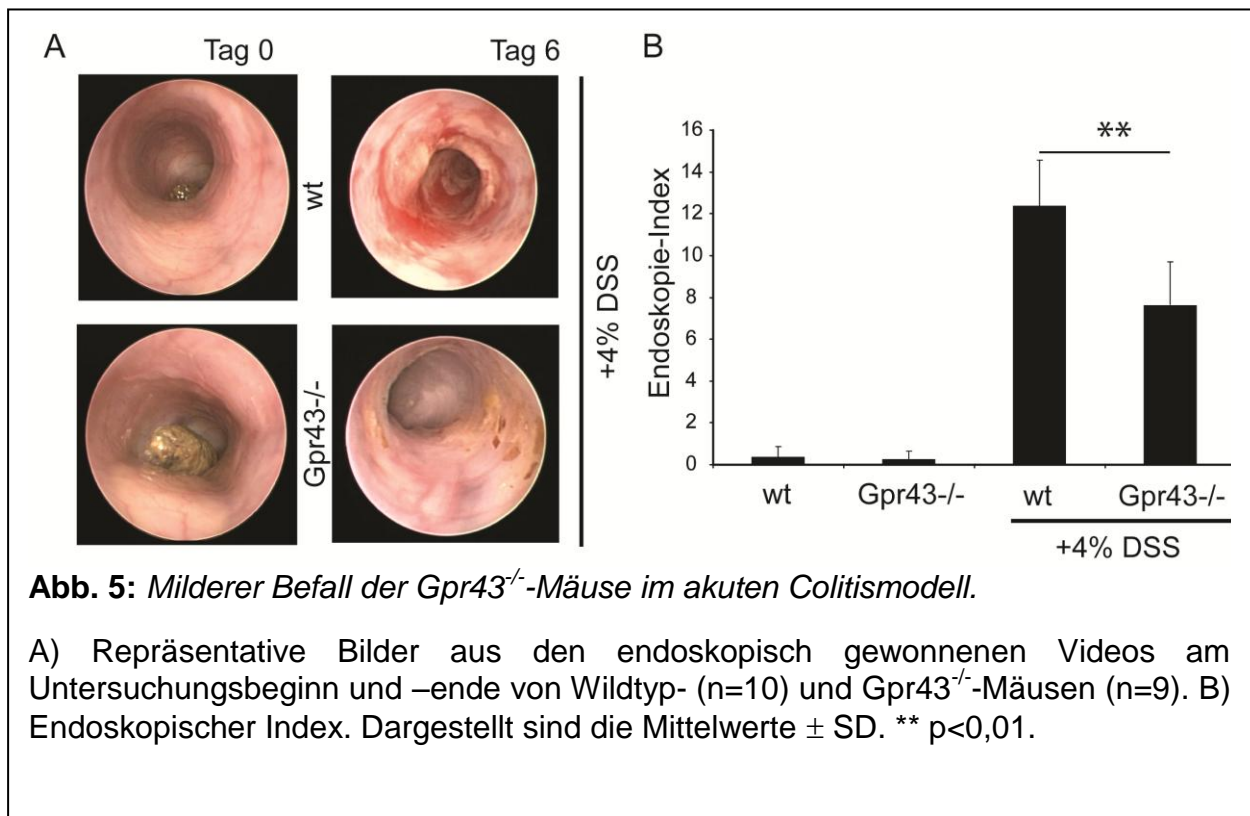 A
Tag 0
Tag 6
wt
Gpr43-/-
+4% DSS
B
Endoskopie-Index
16
14
12
10
8
6
4
2
0
**
wt
Gpr43-/-
wt
Gpr43-/-
+4% DSS
Abb. 5: Milderer Befall der Gpr43-/--Mäuse im akuten Colitismodell.
A) Repräsentative Bilder aus den endoskopisch gewonnenen Videos am
Untersuchungsbeginn und –ende von Wildtyp- (n=10) und Gpr43-/--Mäusen (n=9). B)
Endoskopischer Index. Dargestellt sind die Mittelwerte ± SD. ** p<0,01.